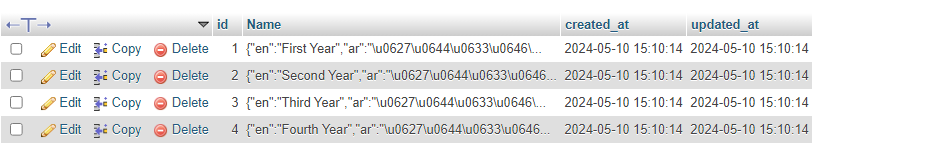 id Name created_at updated_at
Edit Copy Delete 1 {"en":"First Year","ar":"\u0627\u0644\u0633\u0646\... 2024-05-10 15:10:14 2024-05-10 15:10:14
Edit Copy Delete 2 {"en":"Second Year","ar":"\u0627\u0644\u0633\u0646... 2024-05-10 15:10:14 2024-05-10 15:10:14
Edit Copy Delete 3 {"en":"Third Year","ar":"\u0627\u0644\u0633\u0646\... 2024-05-10 15:10:14 2024-05-10 15:10:14
Edit Copy Delete 4 {"en":"Fourth Year","ar":"\u0627\u0644\u0633\u0646... 2024-05-10 15:10:14 2024-05-10 15:10:14